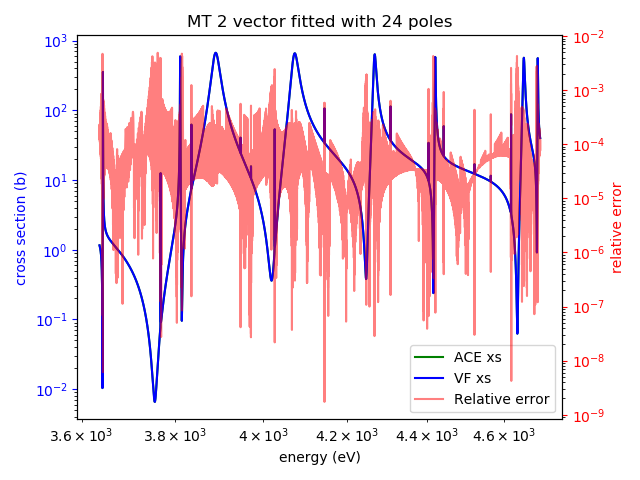 MT 2 vector fitted with 24 poles
10³
10²
10¹
10⁰
10⁻¹
10⁻²
cross section (b)
10⁻²
10⁻³
10⁻⁴
10⁻⁵
10⁻⁶
10⁻⁷
10⁻⁸
10⁻⁹
relative error
ACE xs
VF xs
Relative error
3.6 × 10³ 3.8 × 10³ 4 × 10³ 4.2 × 10³ 4.4 × 10³ 4.6 × 10³
energy (eV)